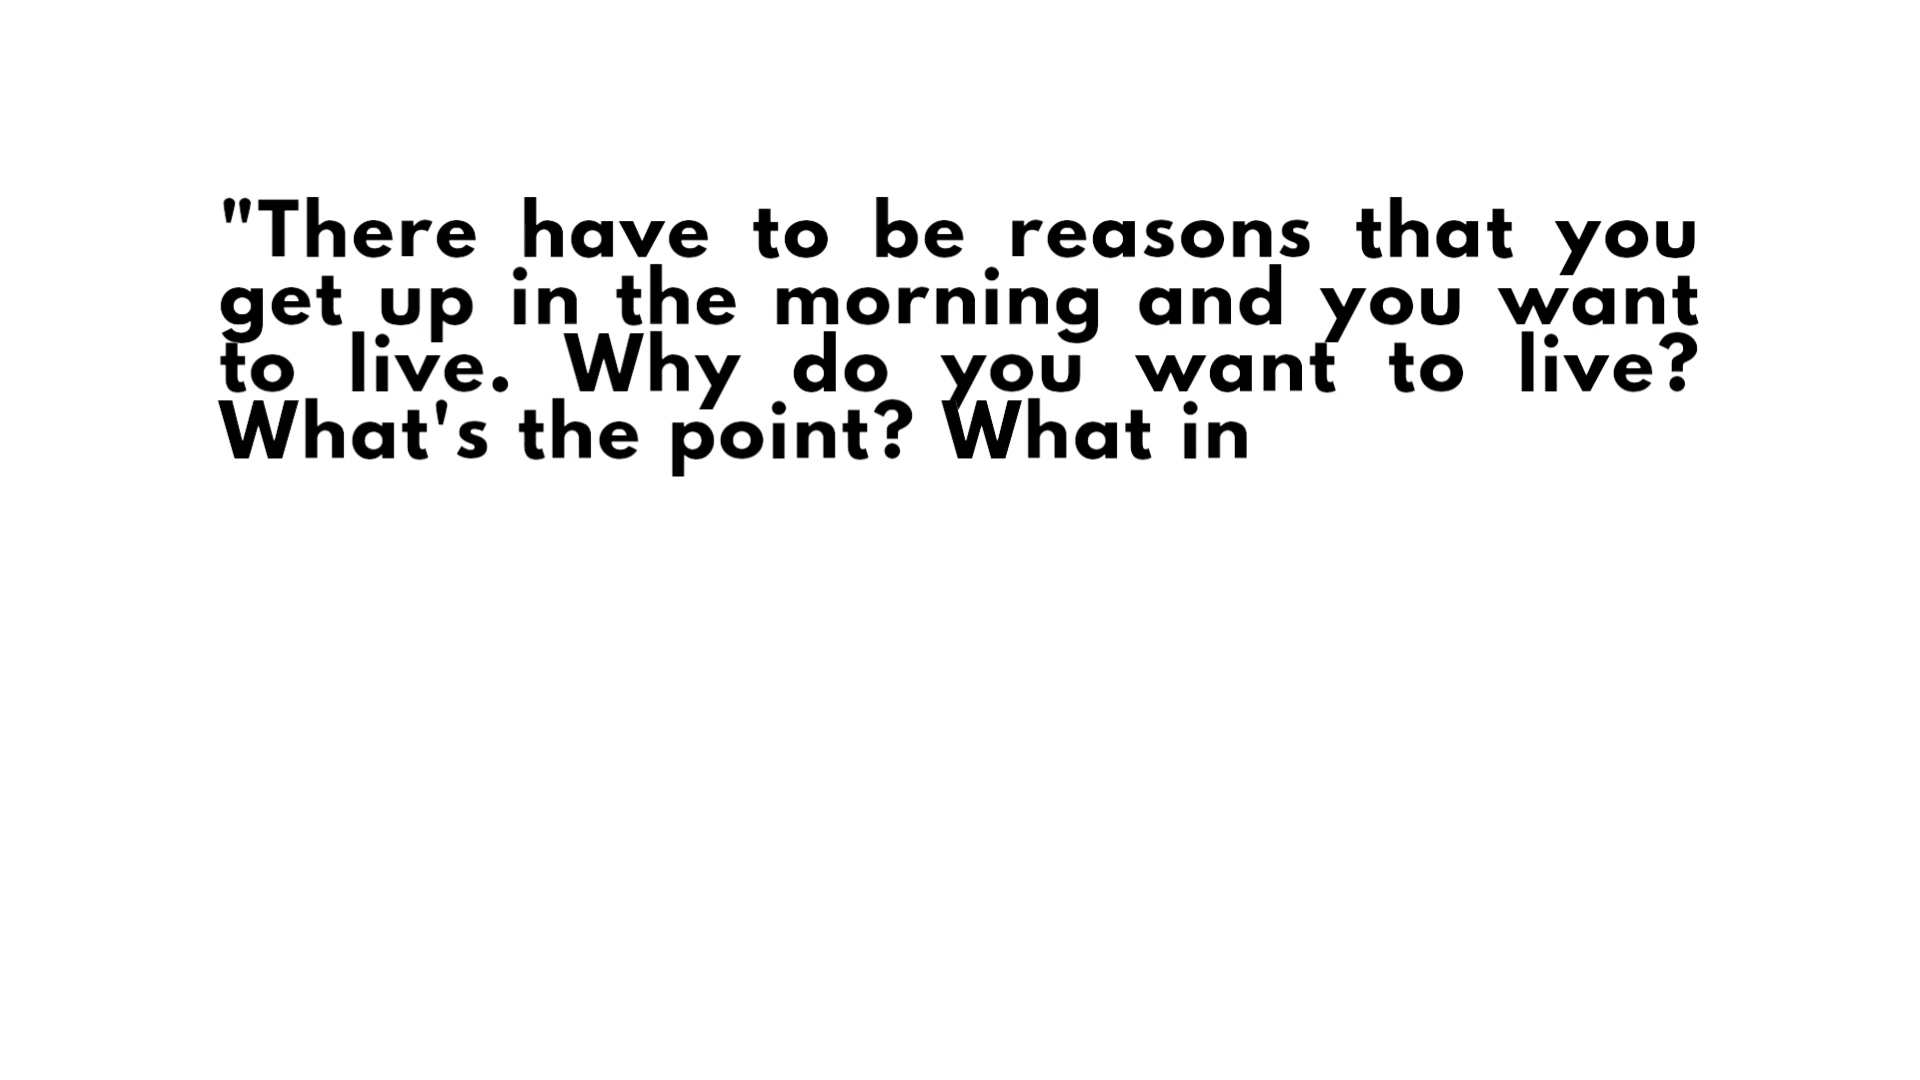 "There have to be reasons that you
get up in the morning and you want
to live. Why do you want to live?
What's the point? What in